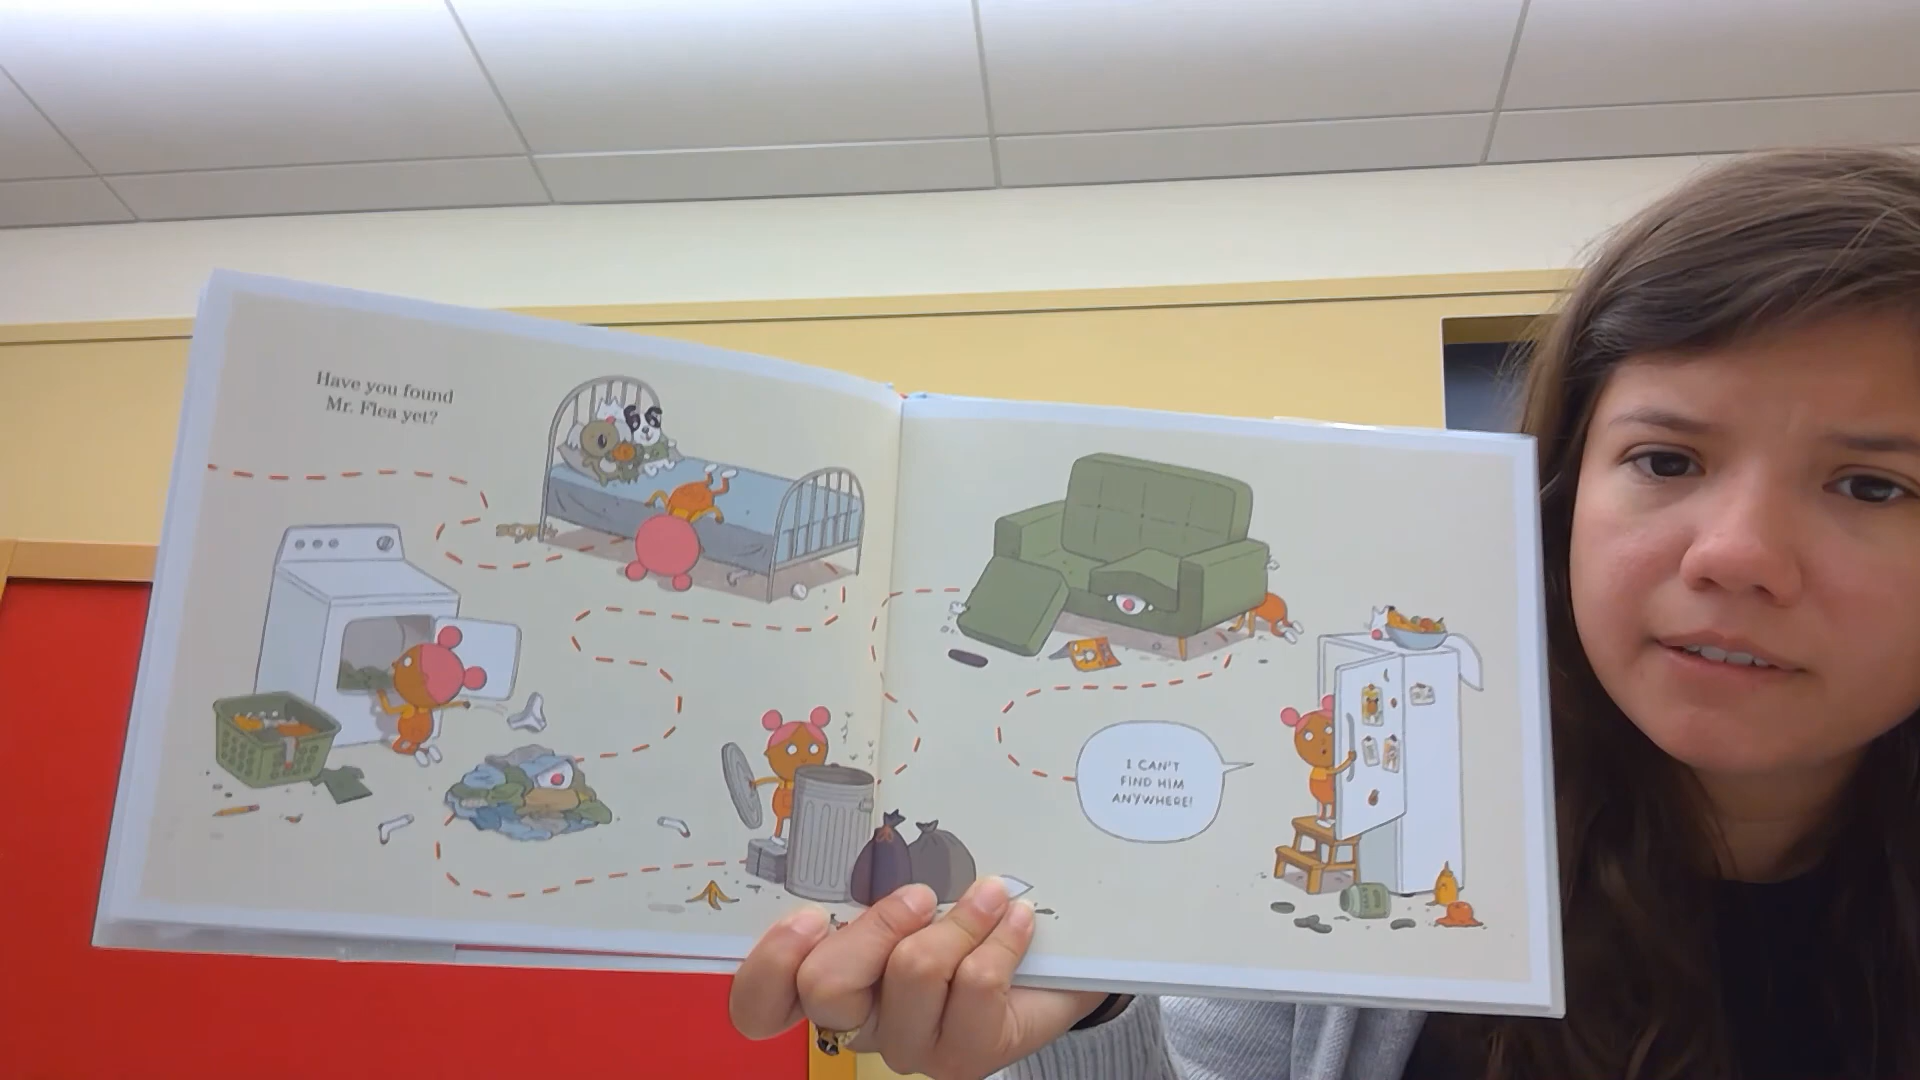 Have you found
Mr. Flea yet?
I CAN'T
FIND HIM
ANYWHERE!